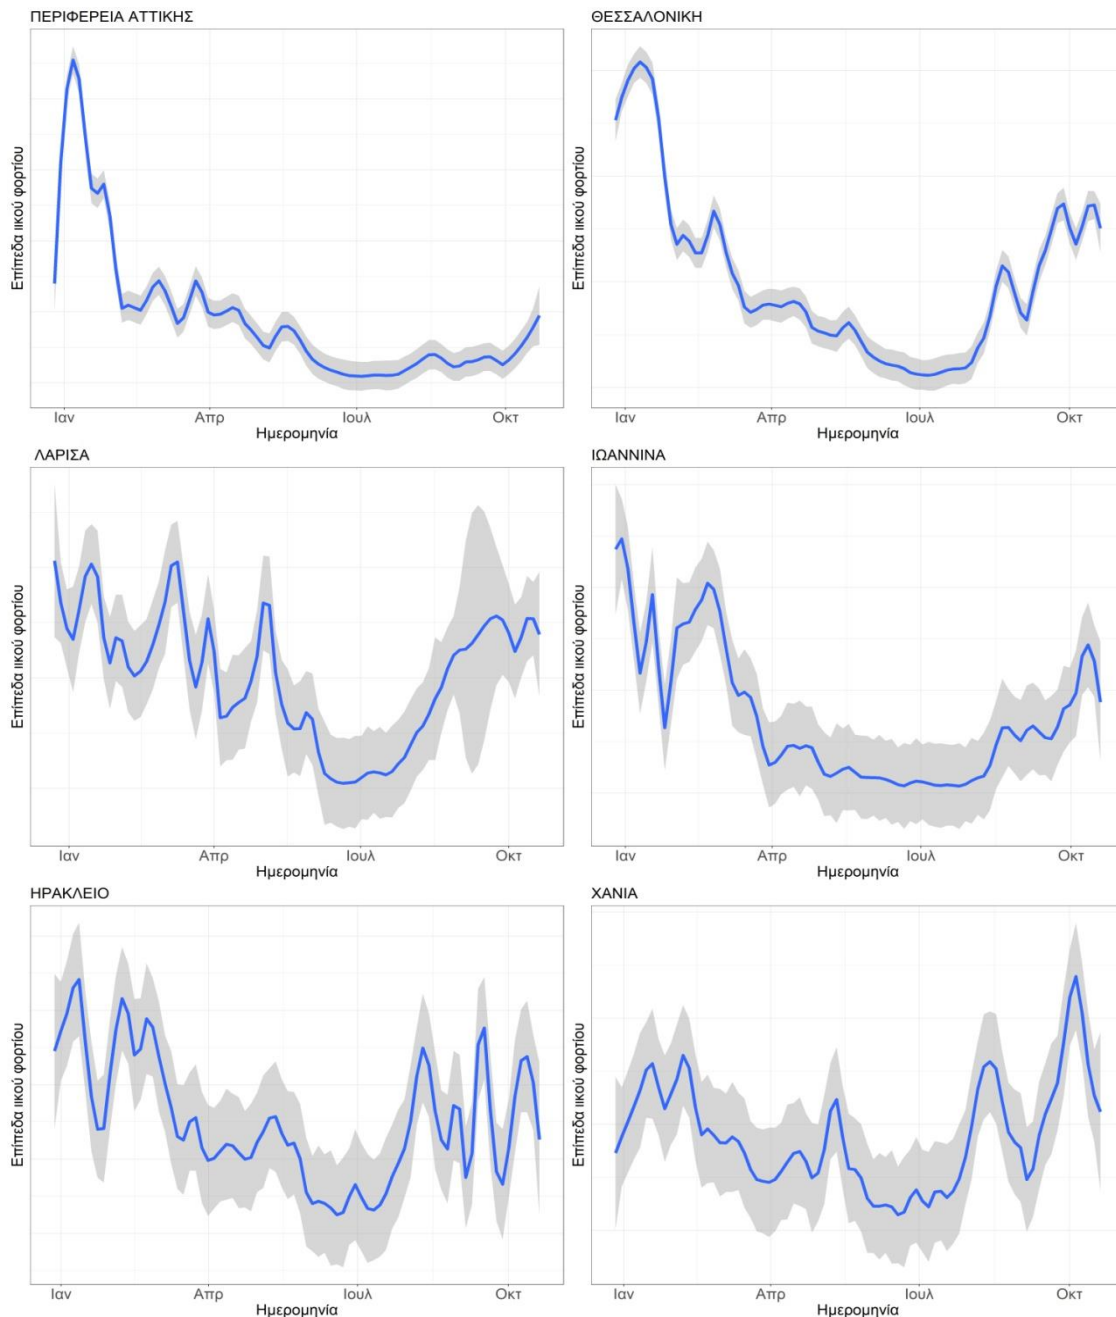 ΠΕΡΙΦΕΡΕΙΑ ΑΤΤΙΚΗΣ
Επίπεδα ιικού φορτίου
Ιαν Απρ Ιουλ Οκτ
Ημερομηνία
ΘΕΣΣΑΛΟΝΙΚΗ
Επίπεδα ιικού φορτίου
Ιαν Απρ Ιουλ Οκτ
Ημερομηνία
ΛΑΡΙΣΑ
Επίπεδα ιικού φορτίου
Ιαν Απρ Ιουλ Οκτ
Ημερομηνία
ΙΩΑΝΝΙΝΑ
Επίπεδα ιικού φορτίου
Ιαν Απρ Ιουλ Οκτ
Ημερομηνία
ΗΡΑΚΛΕΙΟ
Επίπεδα ιικού φορτίου
Ιαν Απρ Ιουλ Οκτ
Ημερομηνία
ΧΑΝΙΑ
Επίπεδα ιικού φορτίου
Ιαν Απρ Ιουλ Οκτ
Ημερομηνία